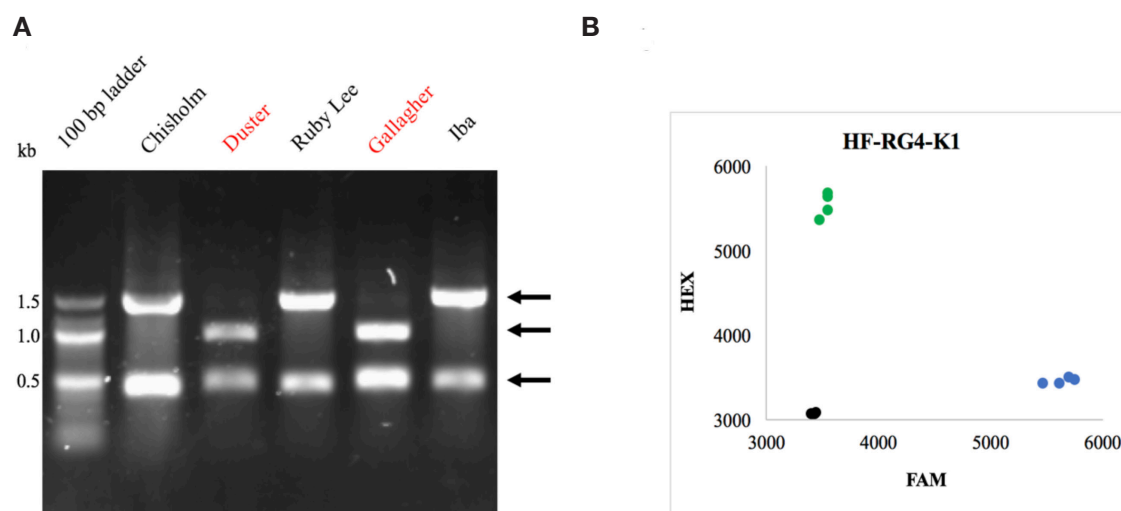 A
B
100 bp ladder
Chisholm
Duster
Ruby Lee
Gallagher
Iba
kb
1.5
1.0
0.5
HF-RG4-K1
6000
5000
4000
3000
HEX
3000 4000 5000 6000
FAM